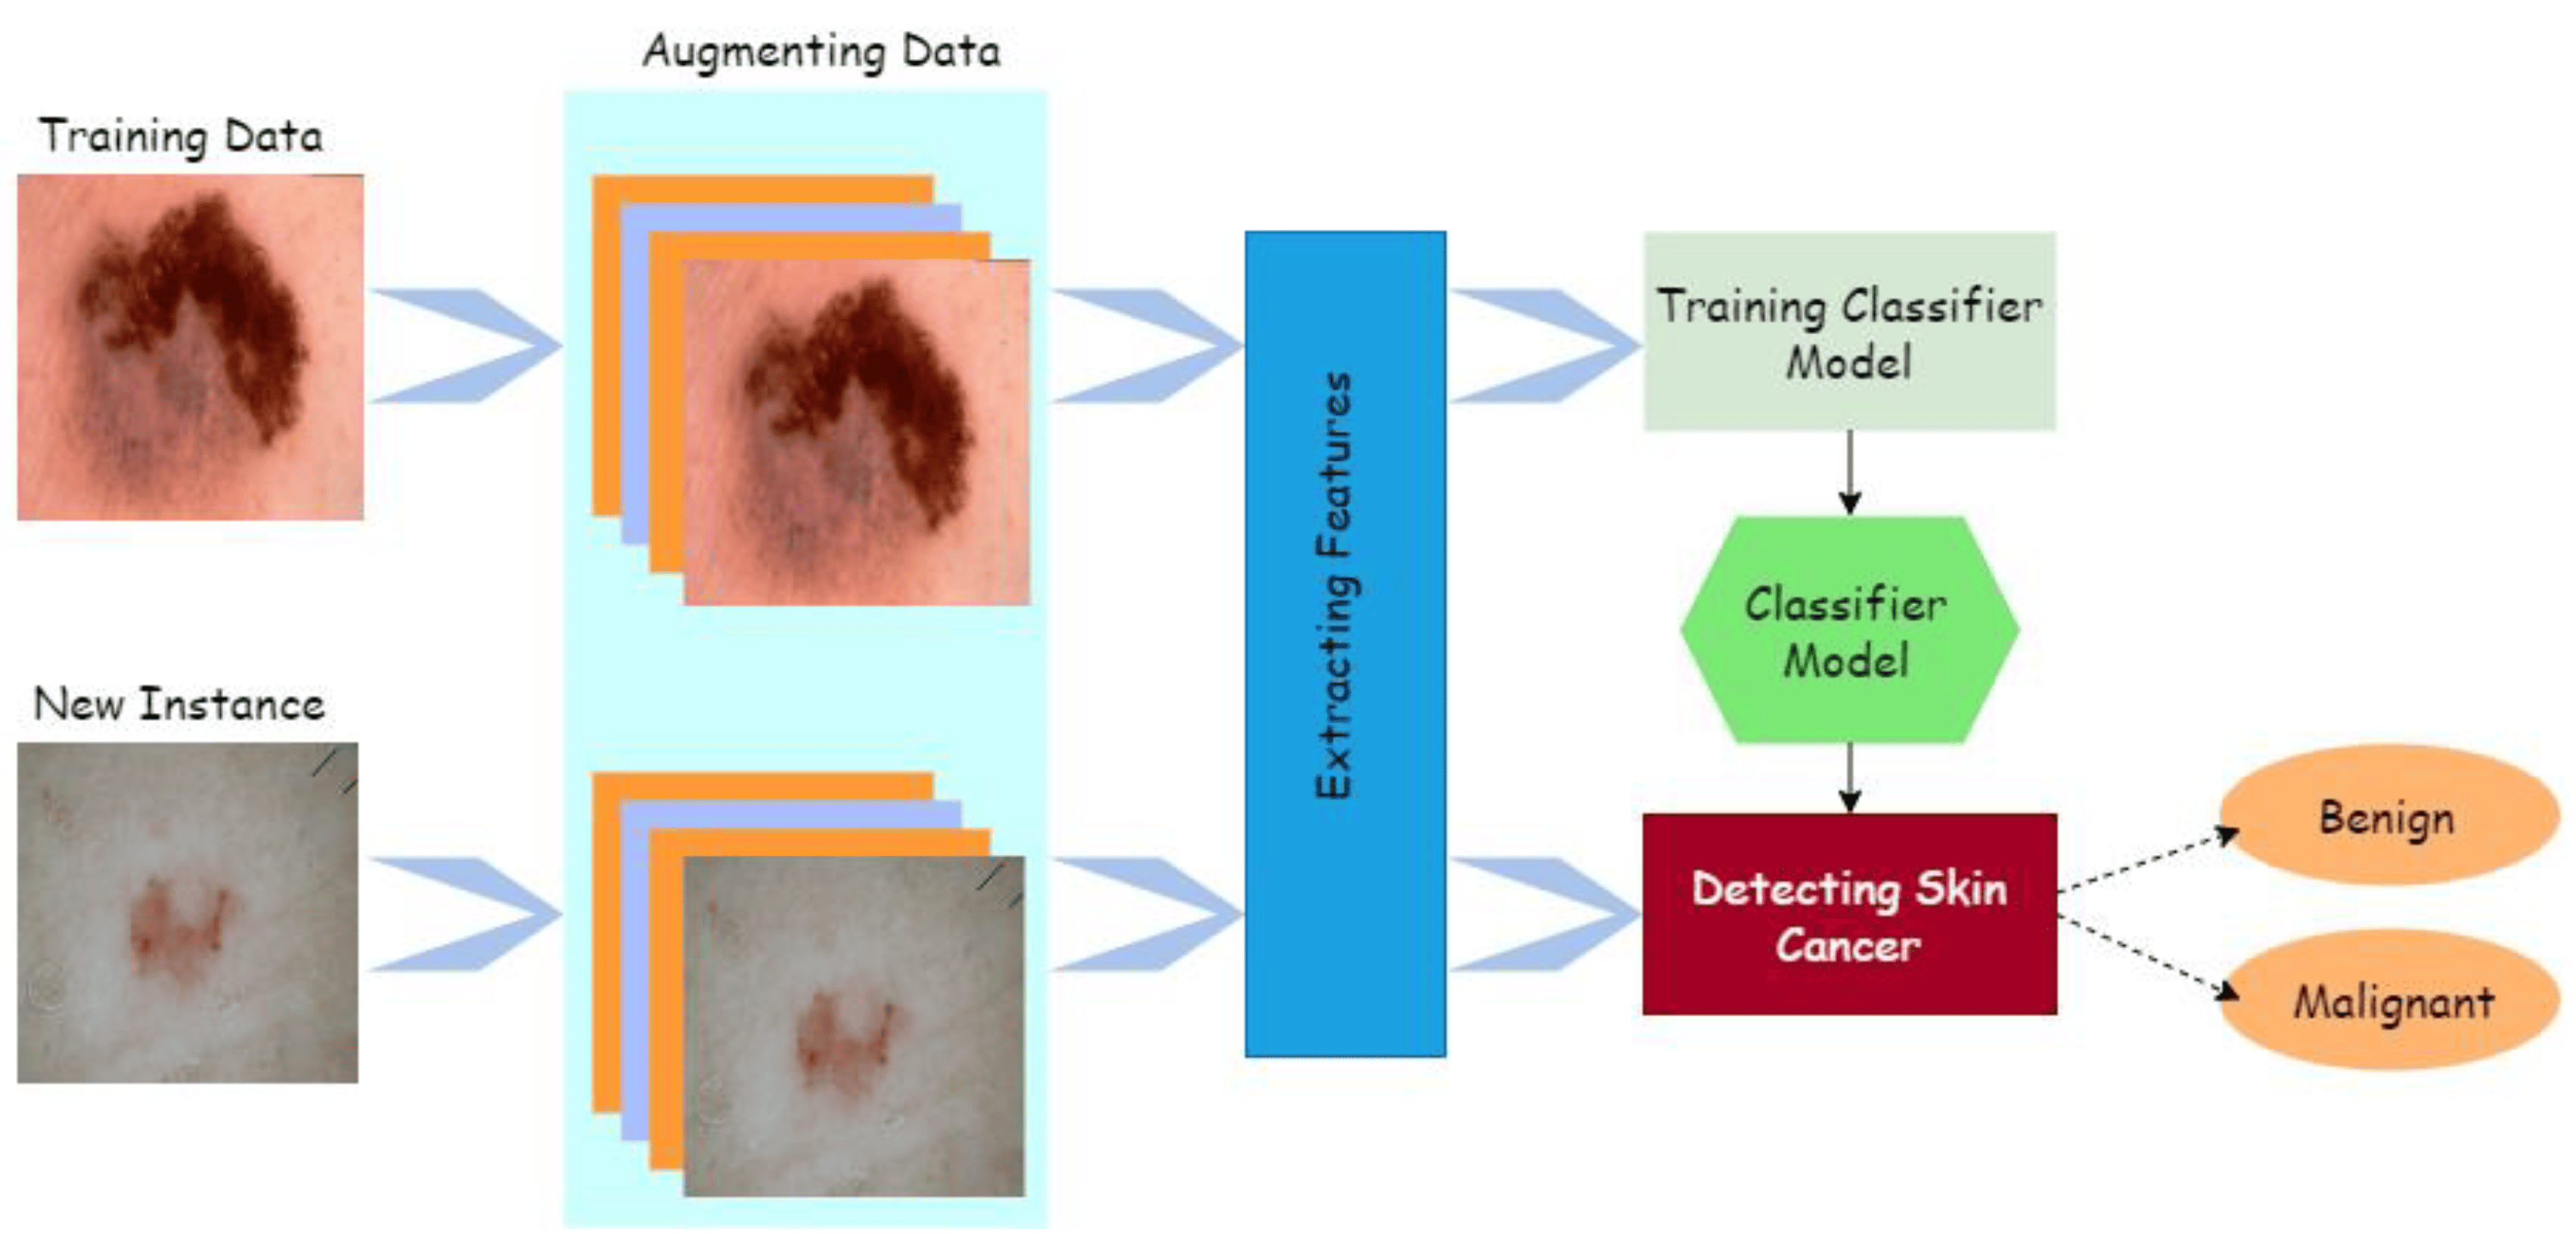 Augmenting Data
Training Data
Training Classifier
Model
Extracting Features
Classifier
Model
New Instance
Benign
Detecting Skin
Cancer
Malignant